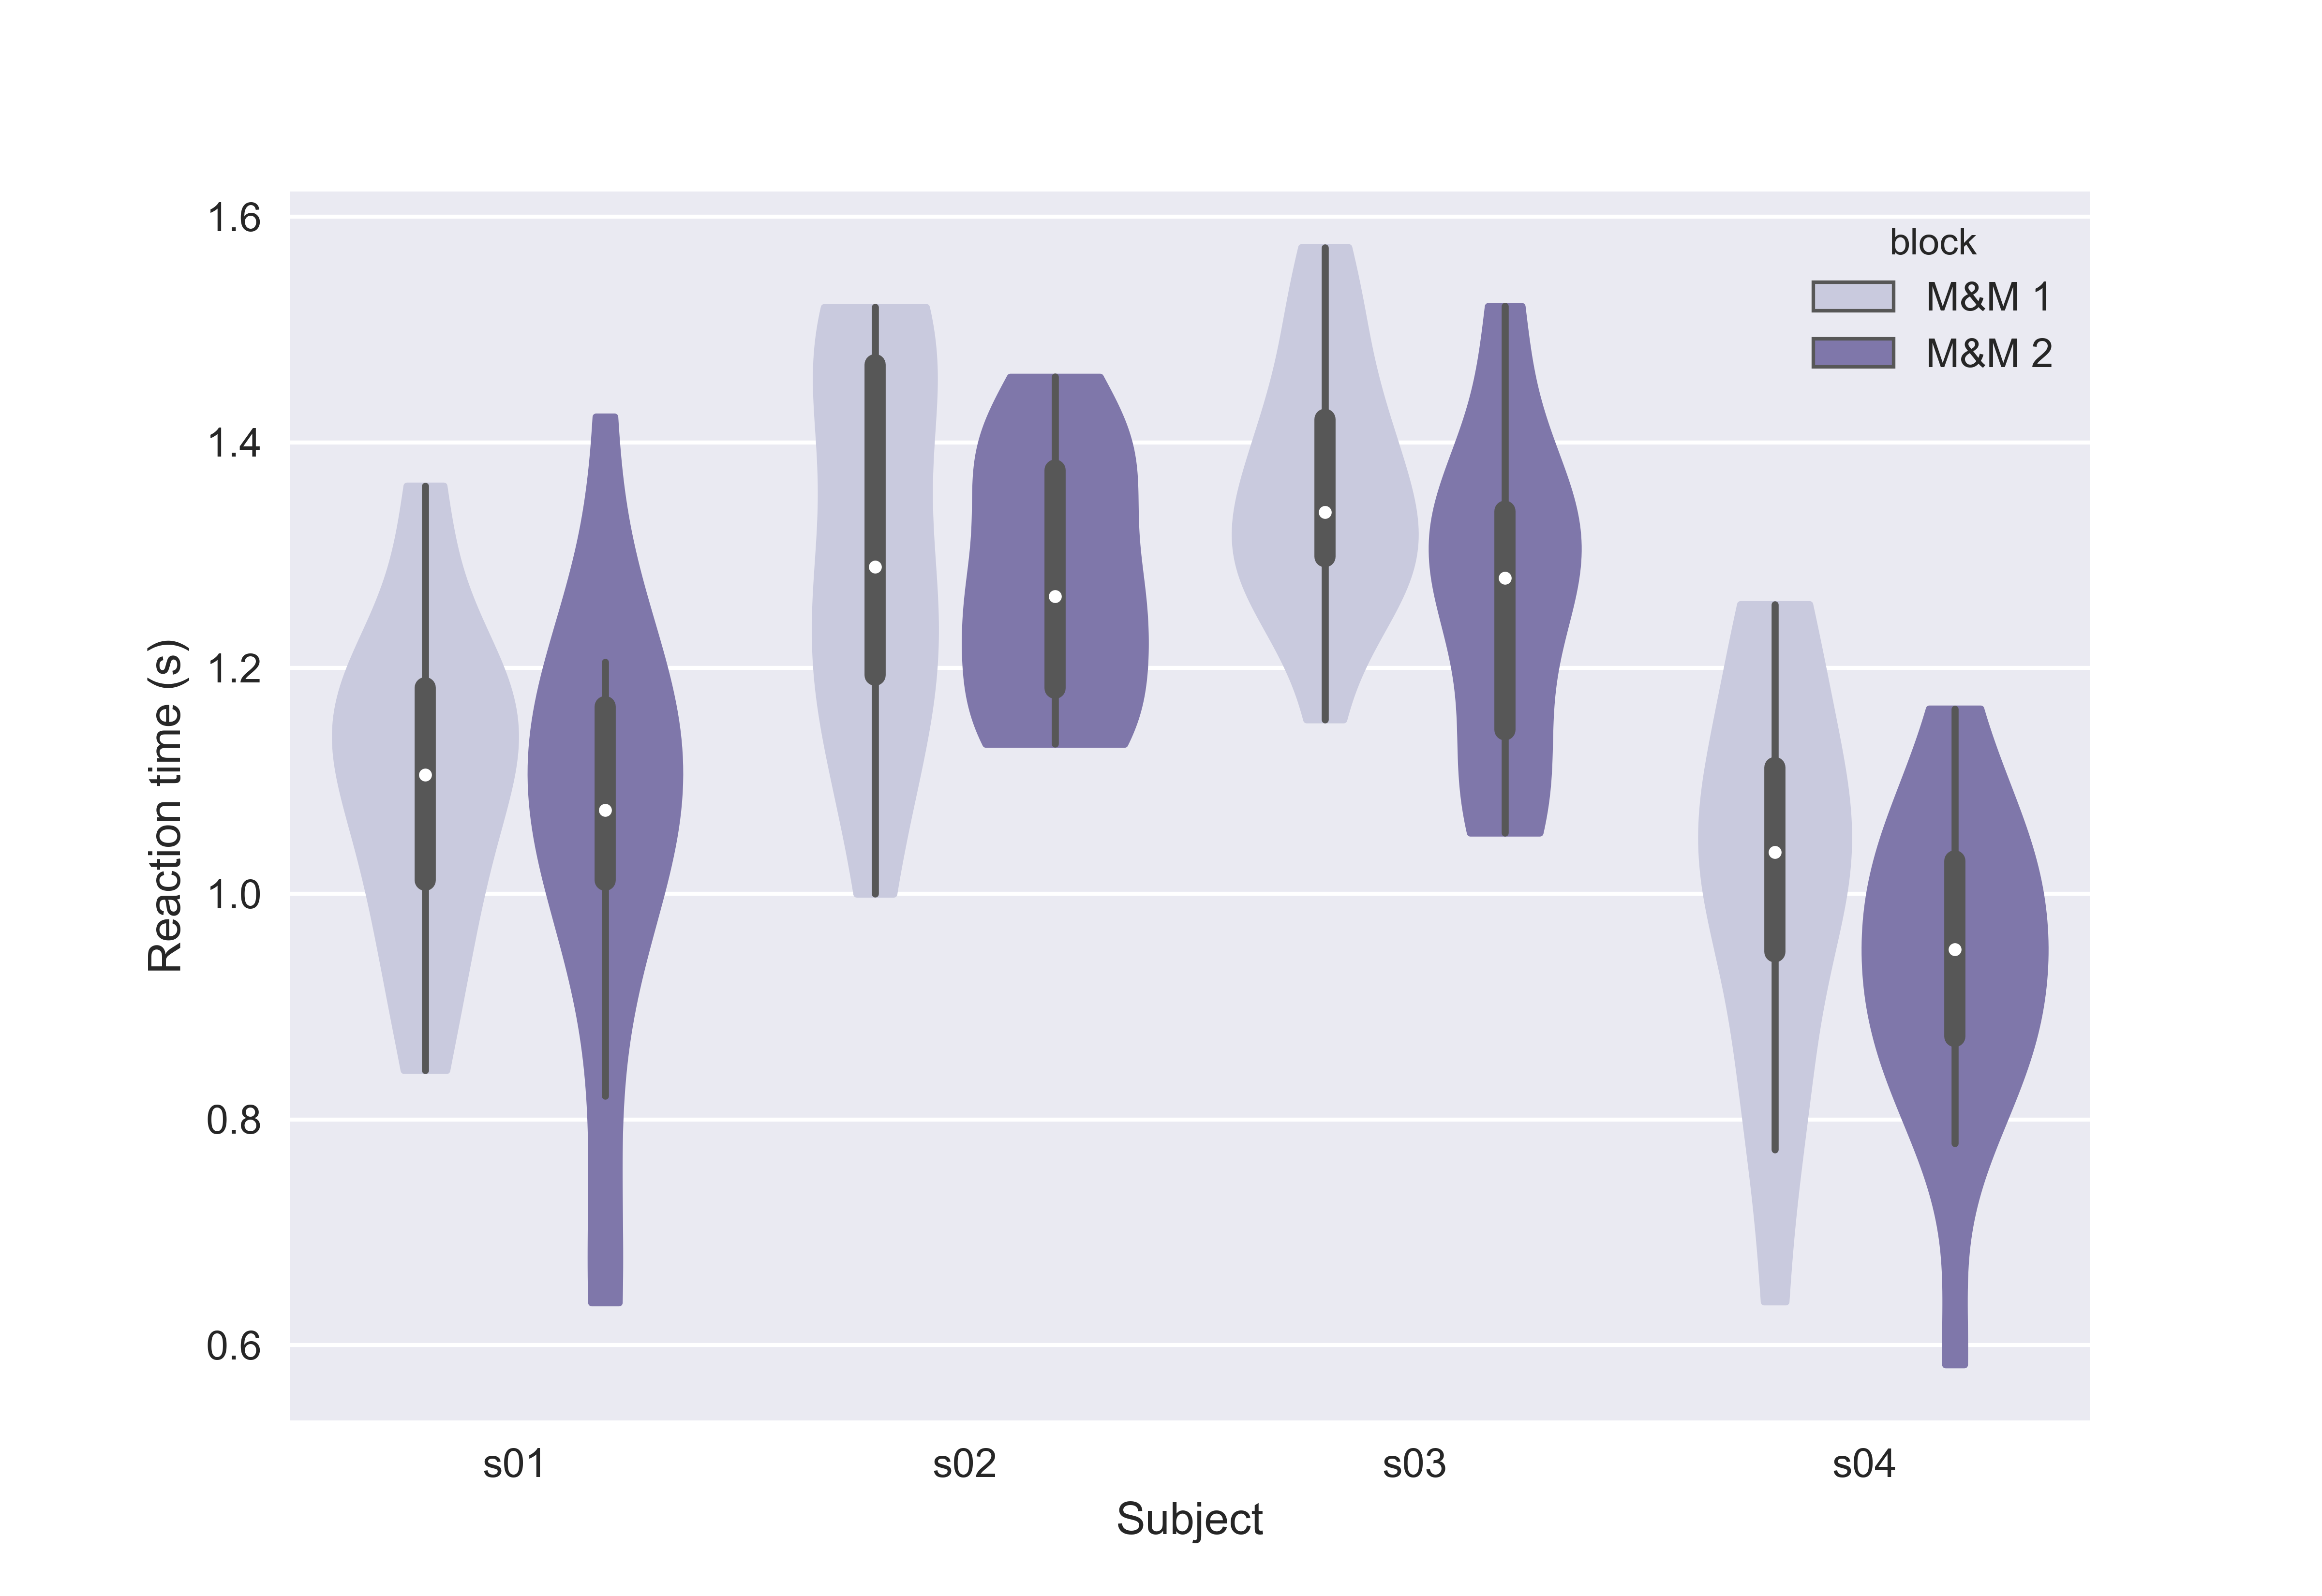 1.6
1.4
1.2
1.0
0.8
0.6
Reaction time (s)
block
M&M 1
M&M 2
s01
s02
s03
s04
Subject